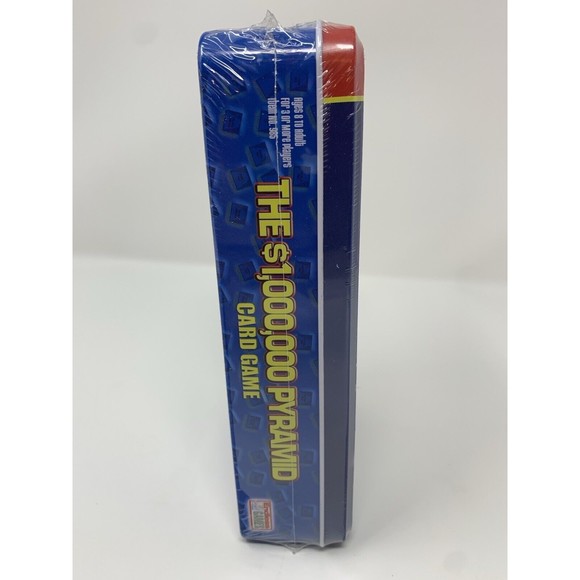 Ages 8 To Adult
For 3 or More Players
Item No. 965
THE $1,000,000 PYRAMID
CARD GAME
GAMES